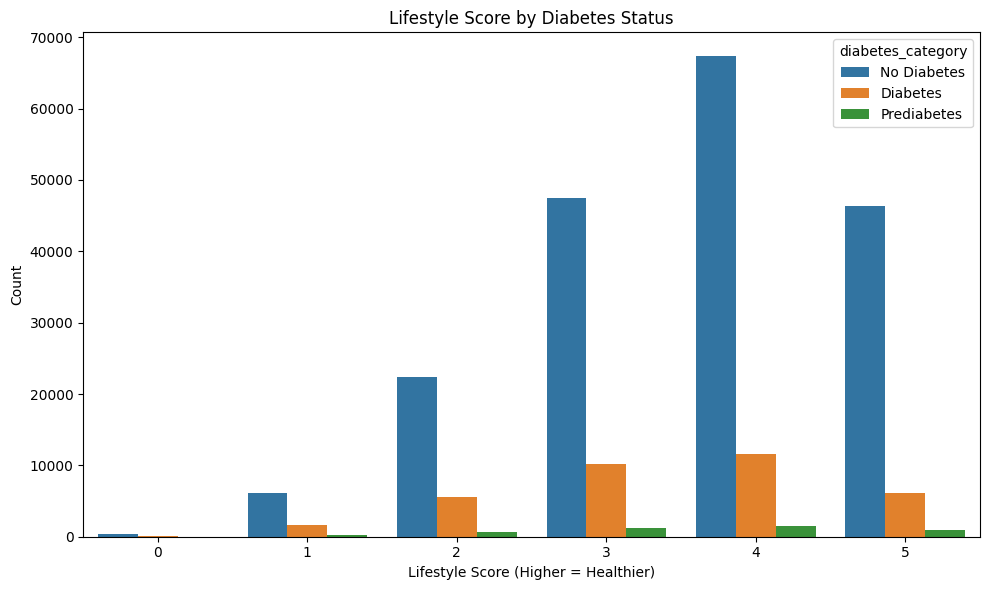 Lifestyle Score by Diabetes Status
70000
60000
50000
40000
30000
20000
10000
0
Count
diabetes_category
No Diabetes
Diabetes
Prediabetes
0 1 2 3 4 5
Lifestyle Score (Higher = Healthier)